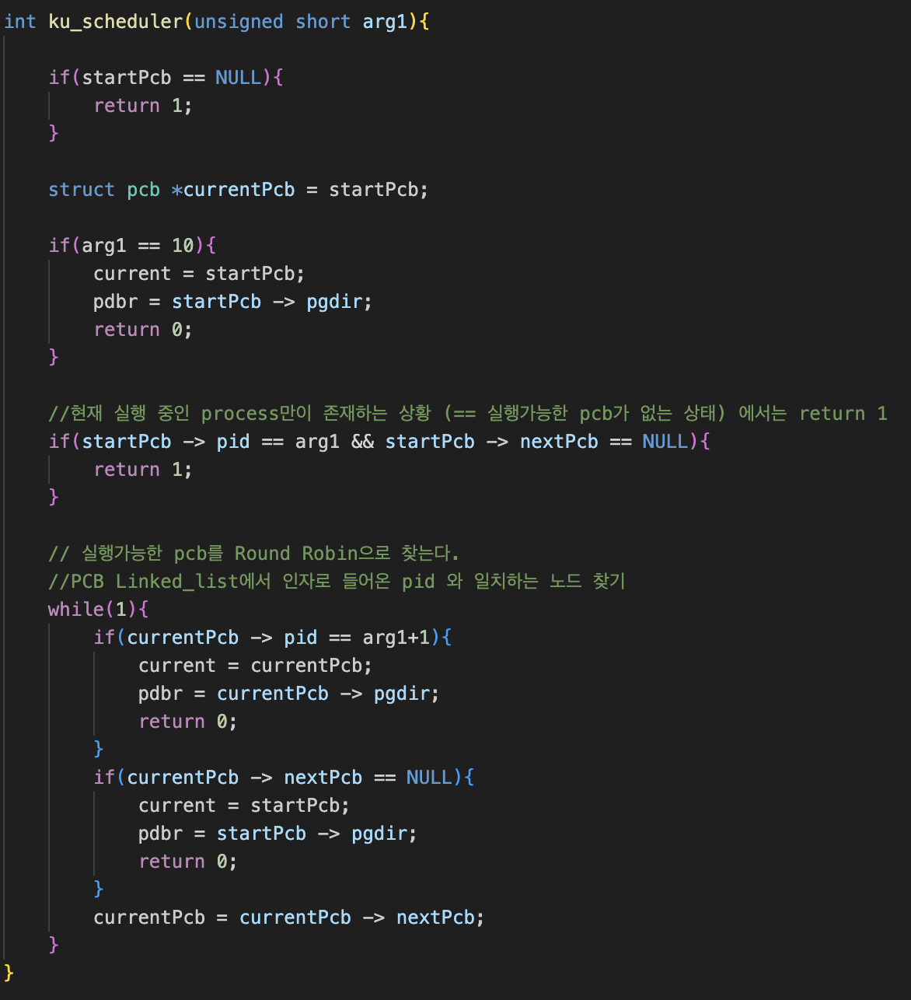 int ku_scheduler(unsigned short arg1){
if(startPcb == NULL){
return 1;
}
struct pcb *currentPcb = startPcb;
if(arg1 == 10){
current = startPcb;
pdbr = startPcb -> pgdir;
return 0;
}
//현재 실행 중인 process만이 존재하는 상황 (== 실행가능한 pcb가 없는 상태) 에서는 return 1
if(startPcb -> pid == arg1 && startPcb -> nextPcb == NULL){
return 1;
}
// 실행가능한 pcb를 Round Robin으로 찾는다.
//PCB Linked_list에서 인자로 들어온 pid 와 일치하는 노드 찾기
while(1){
if(currentPcb -> pid == arg1+1){
current = currentPcb;
pdbr = currentPcb -> pgdir;
return 0;
}
if(currentPcb -> nextPcb == NULL){
current = startPcb;
pdbr = startPcb -> pgdir;
return 0;
}
currentPcb = currentPcb -> nextPcb;
}
}